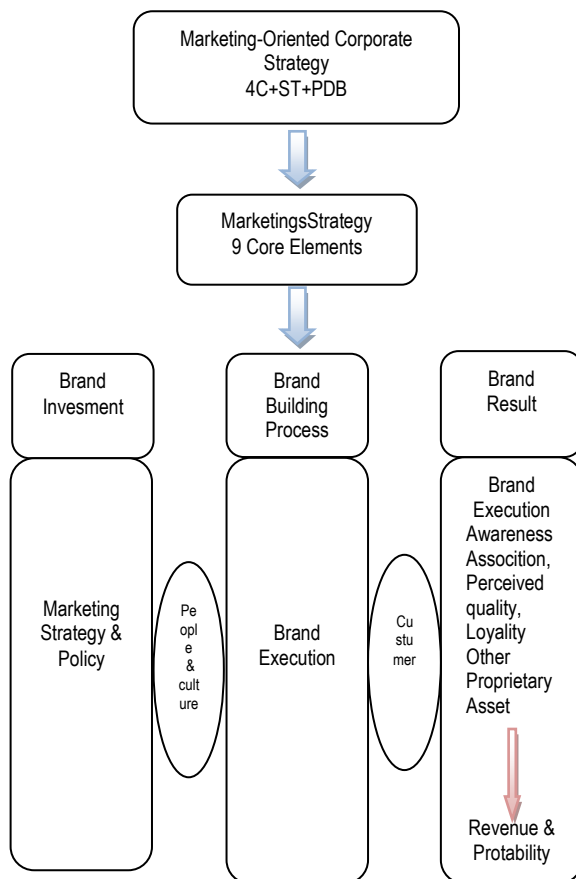 Marketing-Oriented Corporate
Strategy
4C+ST+PDB
MarketingsStrategy
9 Core Elements
Brand
Invesment
Brand
Building
Process
Brand
Result
Marketing
Strategy &
Policy
Pe
opl
e
&
cult
ure
Brand
Execution
Cu
stu
mer
Brand
Execution
Awareness
Assocition,
Perceived
quality,
Loyality
Other
Proprietary
Asset
Revenue &
Protability